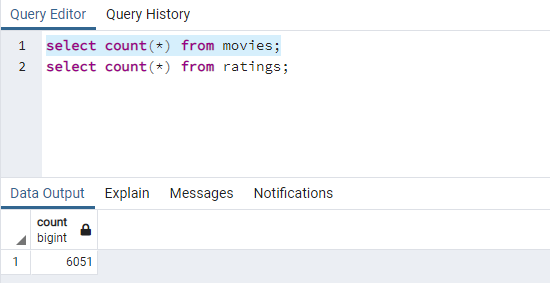 Query Editor Query History
1 select count(*) from movies;
2 select count(*) from ratings;
Data Output Explain Messages Notifications
count
bigint
1 6051